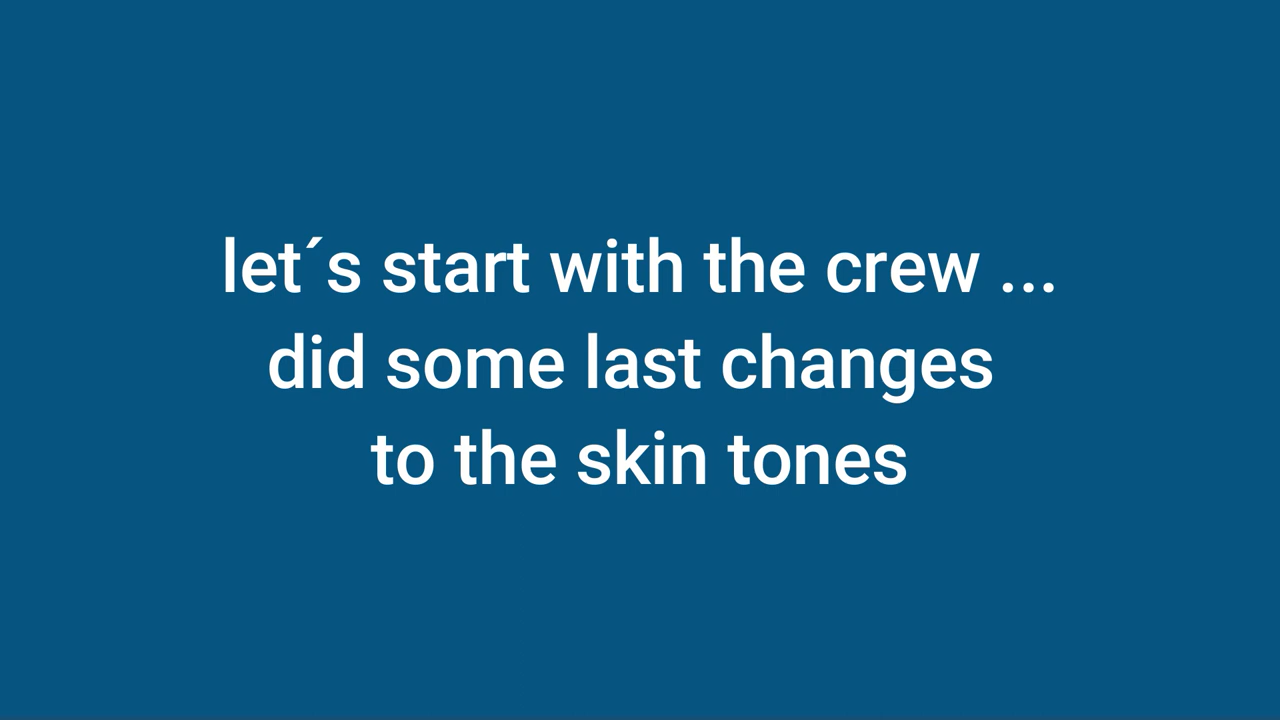 let´s start with the crew ...
did some last changes
to the skin tones